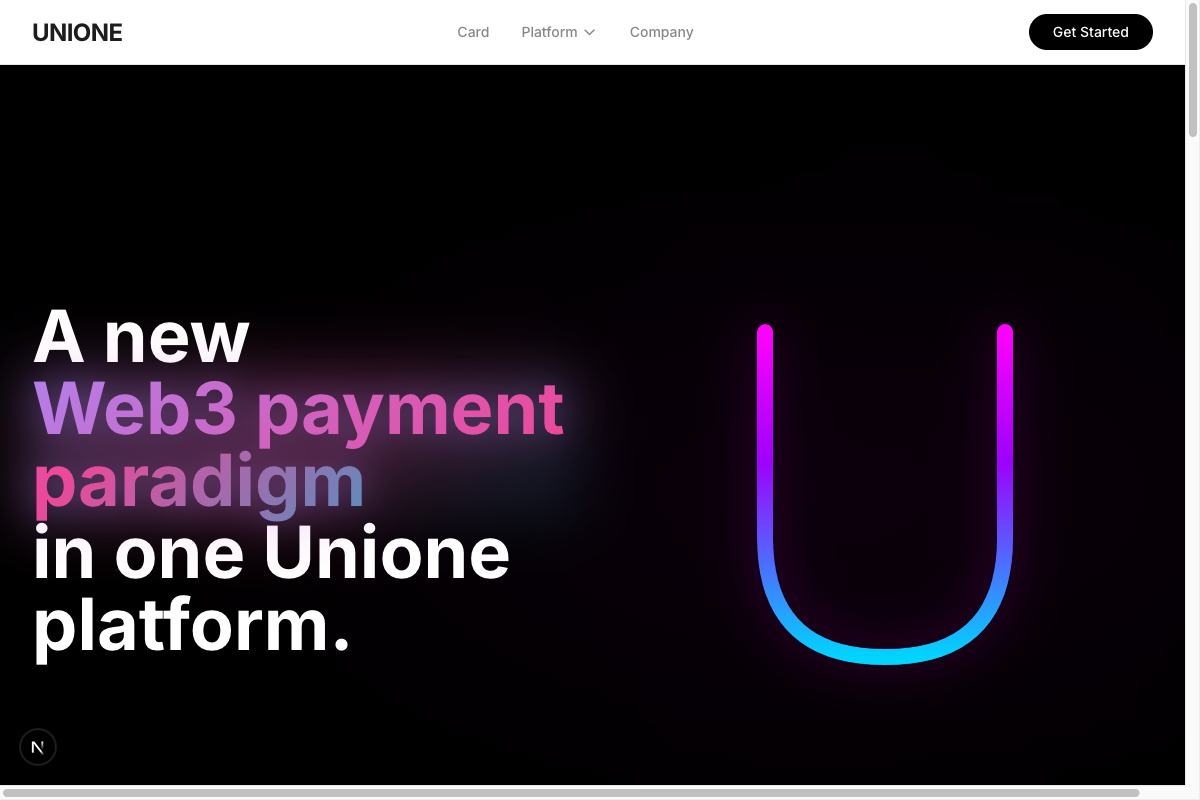 UNIONE
Card
Platform
Company
Get Started
A new
Web3 payment
paradigm
in one Unione
platform.
U
N